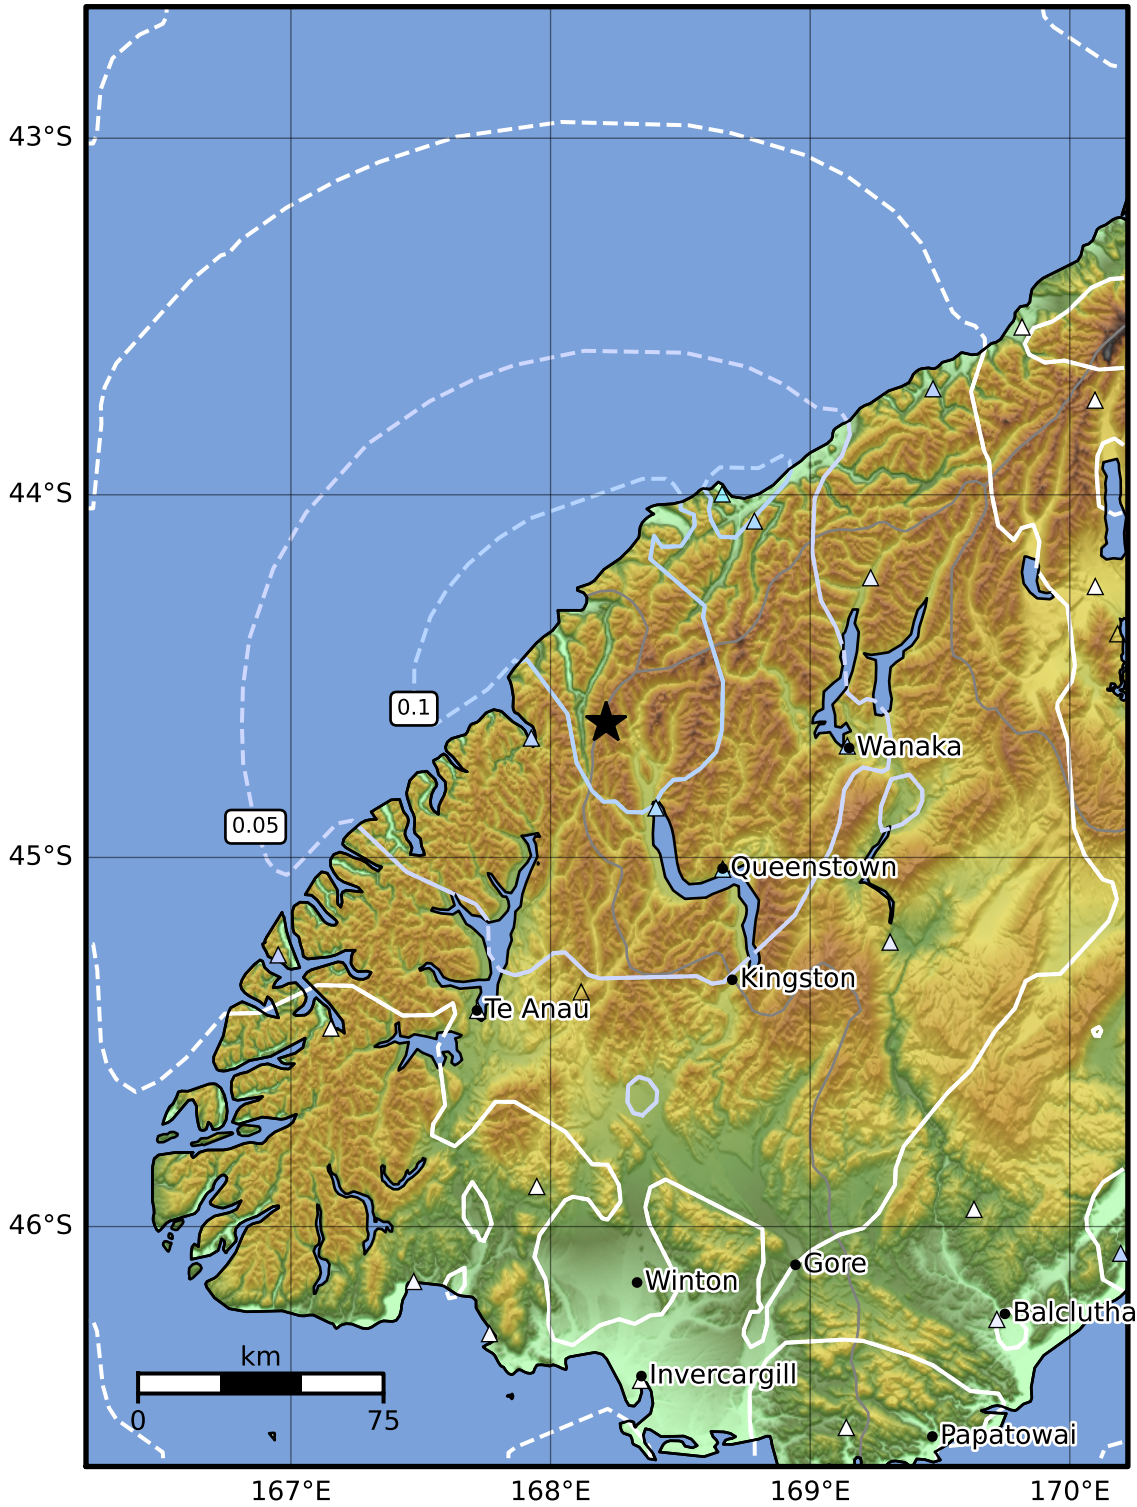 43°S
44°S
0.1
Wanaka
0.05
45°S
Queenstown
Kingston
Te Anau
46°S
Gore
Winton
Balclutha
km
Invercargill
0 75
Papatowai
167°E 168°E 169°E 170°E